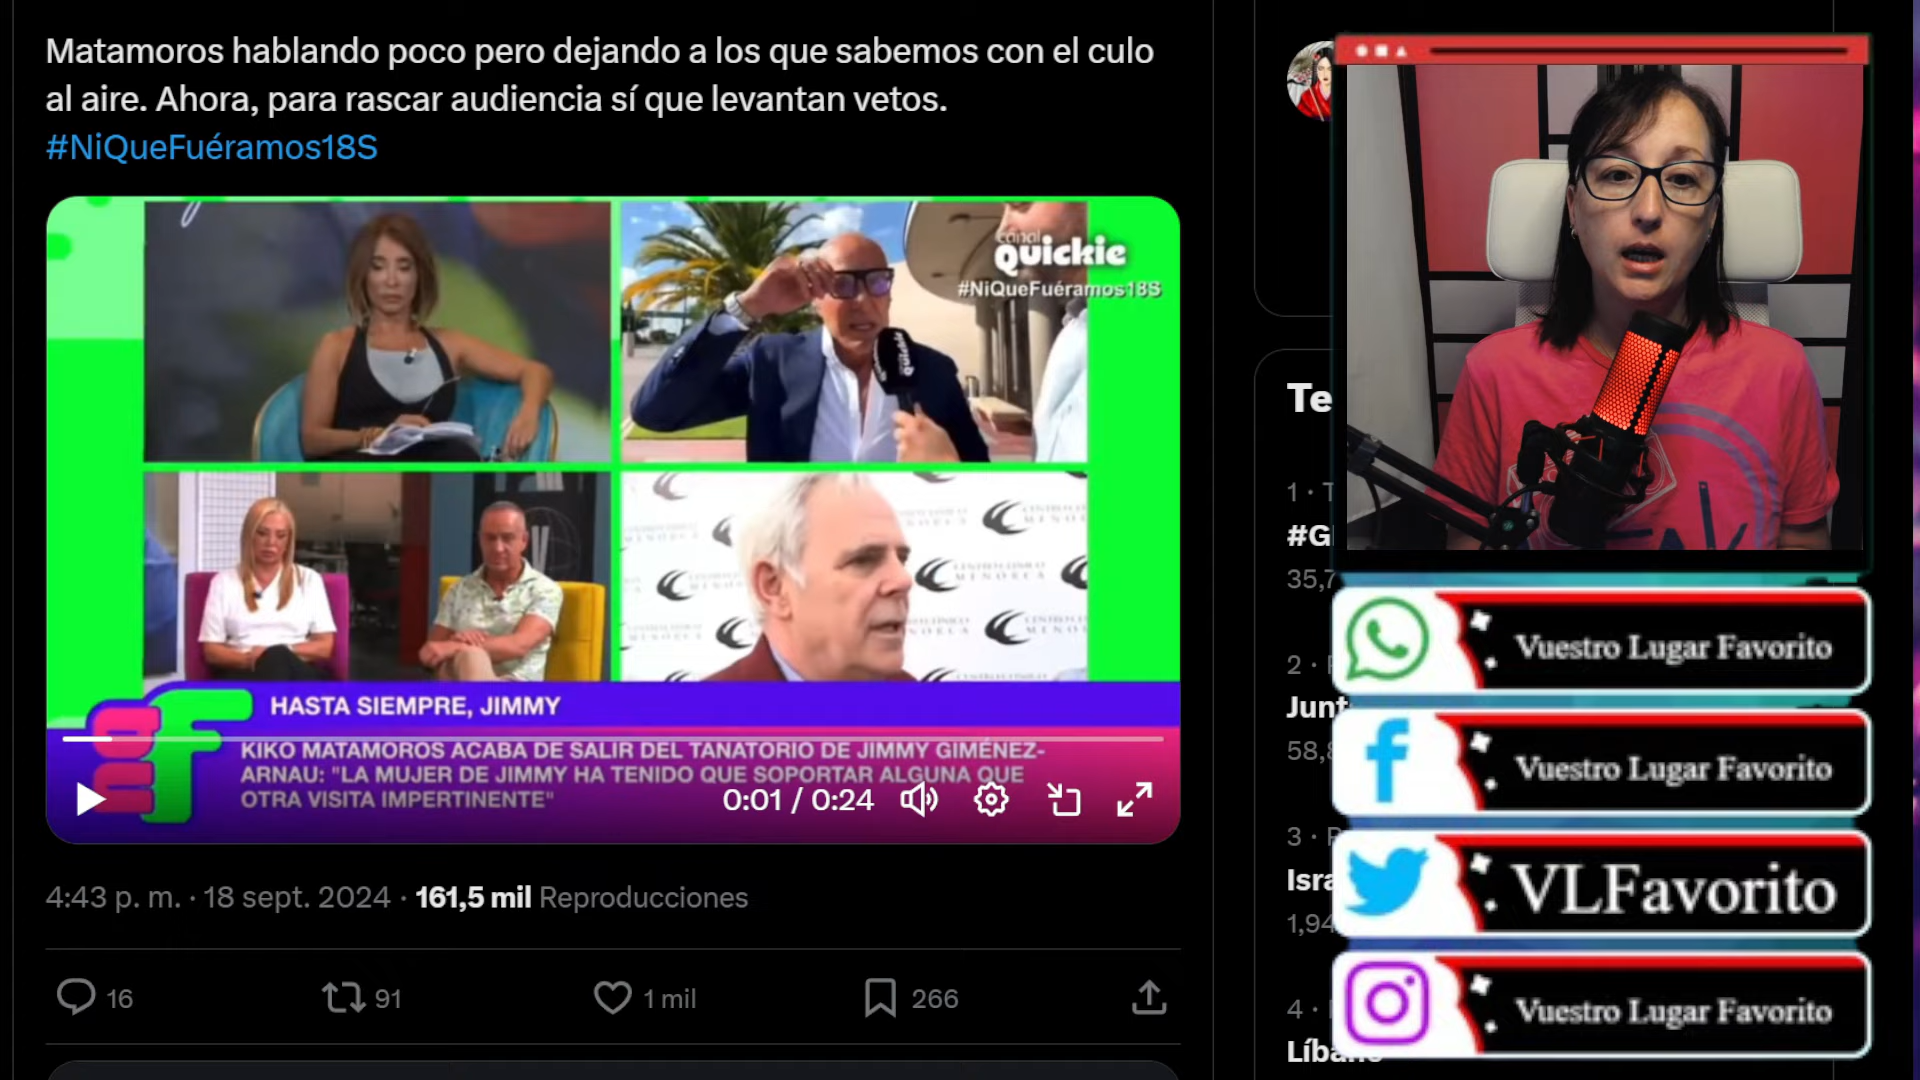 Matamoros hablando poco pero dejando a los que sabemos con el culo
al aire. Ahora, para rascar audiencia sí que levantan vetos.
#NiQueFuéramos18S
canal
quickie
#NiQueFuéramos18S
quickie
HASTA SIEMPRE, JIMMY
KIKO MATAMOROS ACABA DE SALIR DEL TANATORIO DE JIMMY GIMÉNEZ-
ARNAU: "LA MUJER DE JIMMY HA TENIDO QUE SOPORTAR ALGUNA QUE
OTRA VISITA IMPERTINENTE"
0:01 / 0:24
4:43 p. m. · 18 sept. 2024 · 161,5 mil Reproducciones
16
91
1 mil
266
Te
1 · T
#G
35,7
2 ·
Junt
58,8
3 ·
Isra
1,94
4 ·
Líbano
Vuestro Lugar Favorito
Vuestro Lugar Favorito
VLFavorito
Vuestro Lugar Favorito